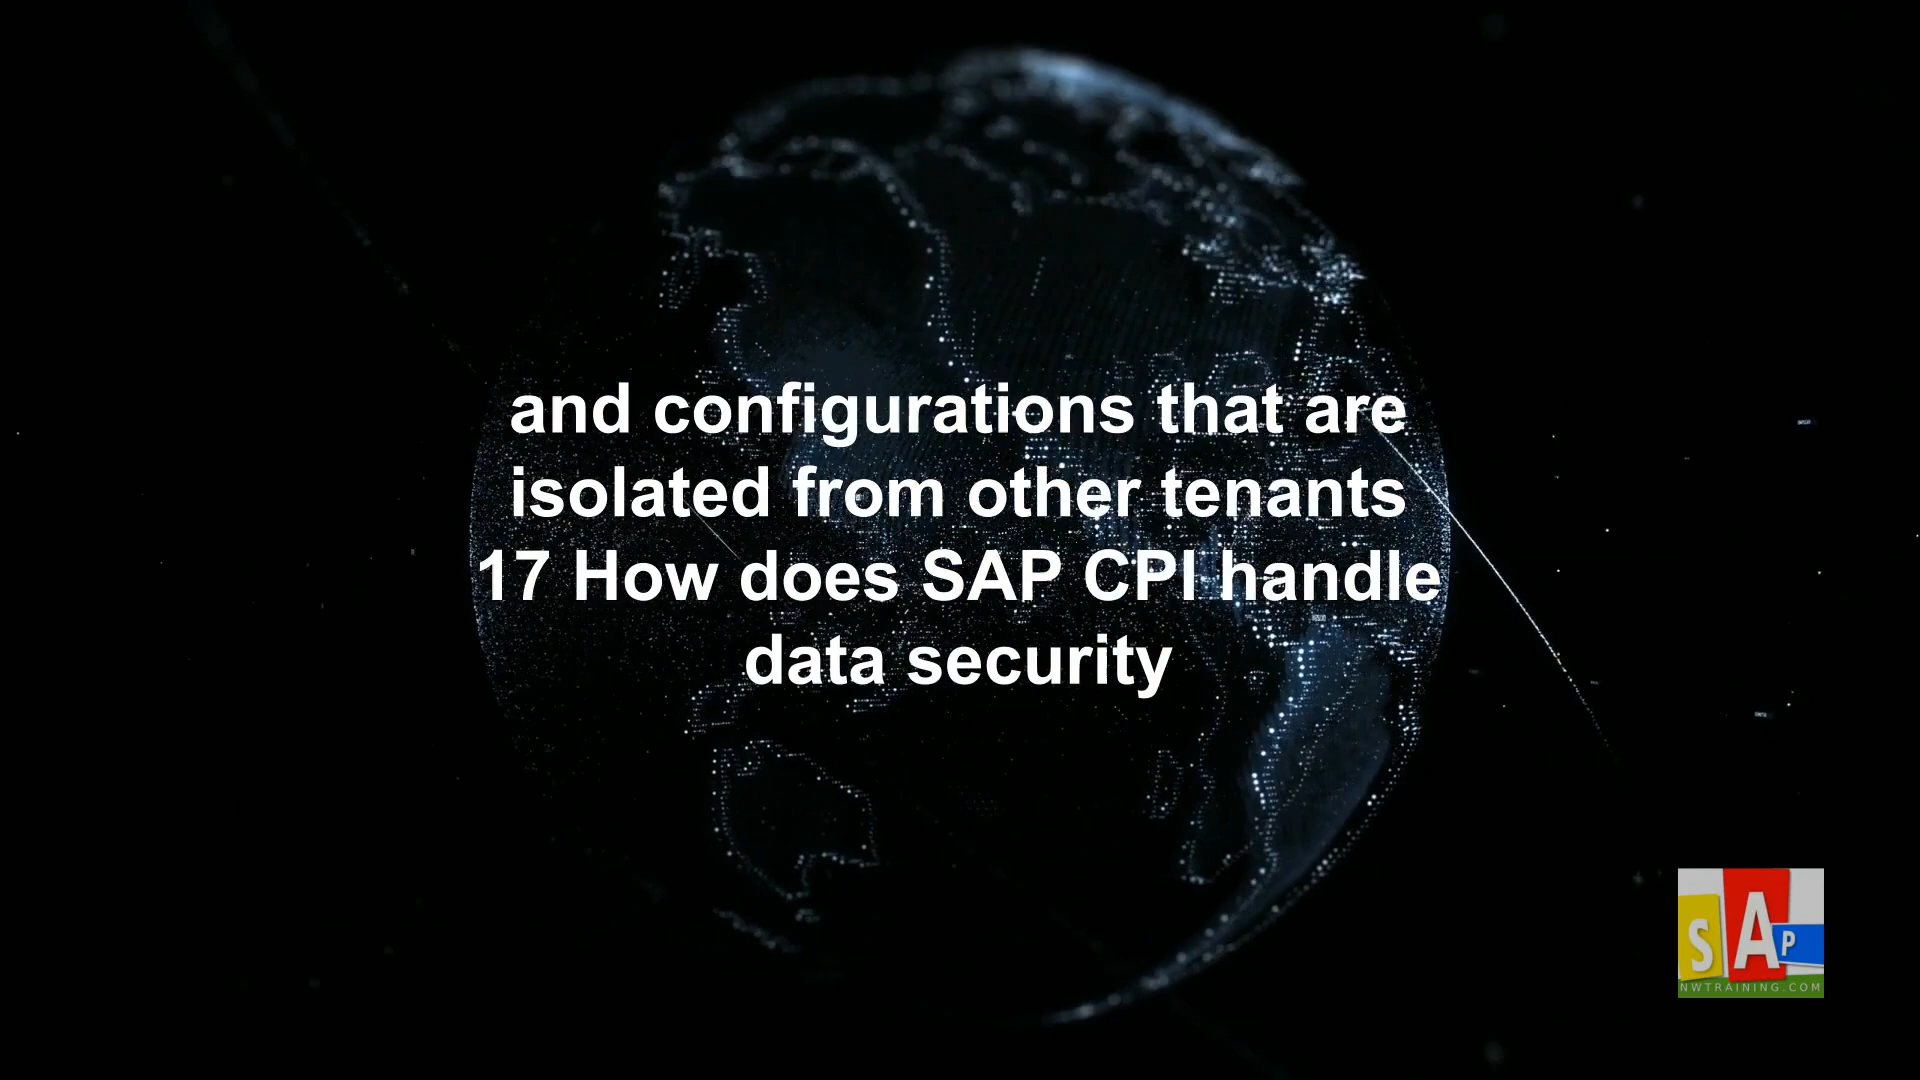 and configurations that are
isolated from other tenants
17 How does SAP CPI handle
data security
SAP
NWTRAINING.COM